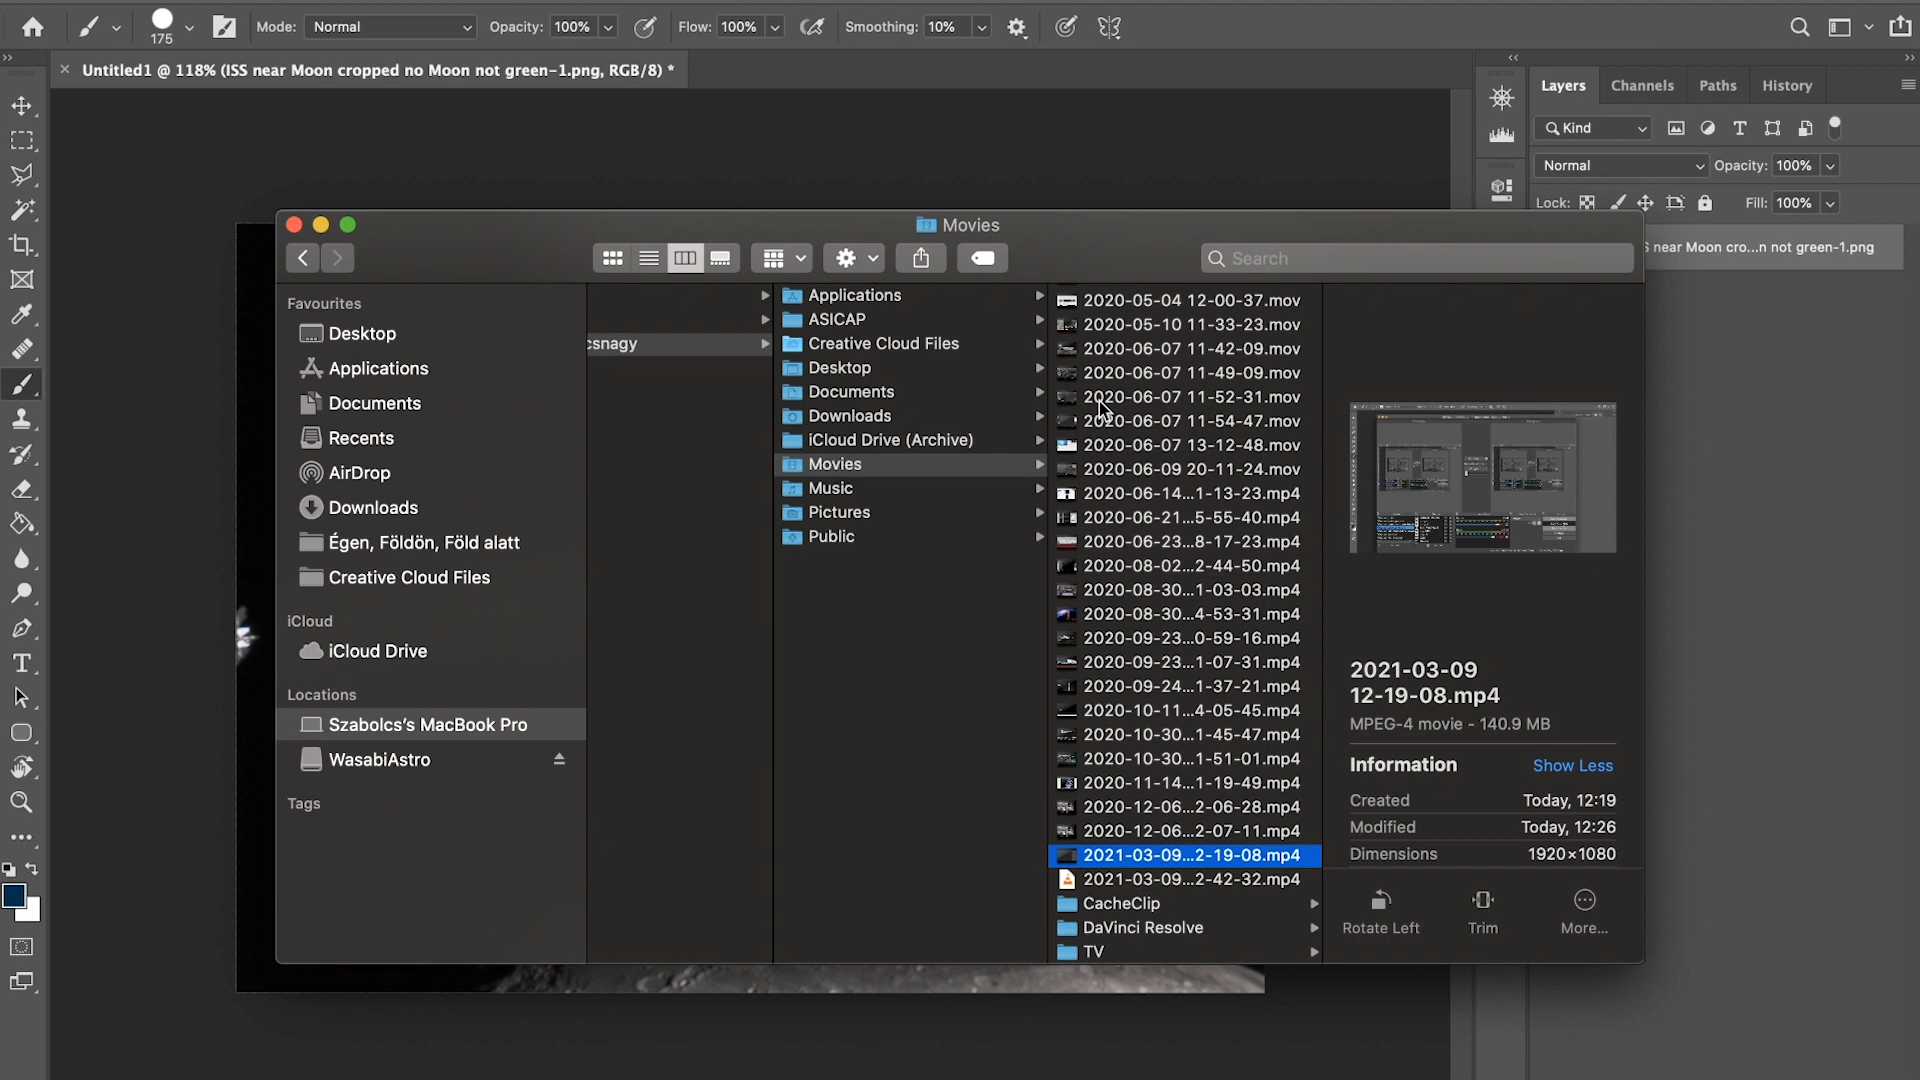 175 Mode: Normal Opacity: 100% Flow: 100% Smoothing: 10%
× Untitled1 @ 118% (ISS near Moon cropped no Moon not green-1.png, RGB/8) *
Layers Channels Paths History
Kind
Normal Opacity: 100%
Lock: Fill: 100%
near Moon cro...n not green-1.png
Movies
Search
Favourites
Desktop
Applications
Documents
Recents
AirDrop
Downloads
Égen, Földön, Föld alatt
Creative Cloud Files
iCloud
iCloud Drive
Locations
Szabolcs's MacBook Pro
WasabiAstro
Tags
csnagy
Applications
ASICAP
Creative Cloud Files
Desktop
Documents
Downloads
iCloud Drive (Archive)
Movies
Music
Pictures
Public
2020-05-04 12-00-37.mov
2020-05-10 11-33-23.mov
2020-06-07 11-42-09.mov
2020-06-07 11-49-09.mov
2020-06-07 11-52-31.mov
2020-06-07 11-54-47.mov
2020-06-07 13-12-48.mov
2020-06-09 20-11-24.mov
2020-06-14...1-13-23.mp4
2020-06-21...5-55-40.mp4
2020-06-23...8-17-23.mp4
2020-08-02...2-44-50.mp4
2020-08-30...1-03-03.mp4
2020-08-30...4-53-31.mp4
2020-09-23...0-59-16.mp4
2020-09-23...1-07-31.mp4
2020-09-24...1-37-21.mp4
2020-10-11...4-05-45.mp4
2020-10-30...1-45-47.mp4
2020-10-30...1-51-01.mp4
2020-11-14...1-19-49.mp4
2020-12-06...2-06-28.mp4
2020-12-06...2-07-11.mp4
2021-03-09...2-19-08.mp4
2021-03-09...2-42-32.mp4
CacheClip
DaVinci Resolve
TV
2021-03-09
12-19-08.mp4
MPEG-4 movie - 140.9 MB
Information Show Less
Created Today, 12:19
Modified Today, 12:26
Dimensions 1920×1080
Rotate Left Trim More...